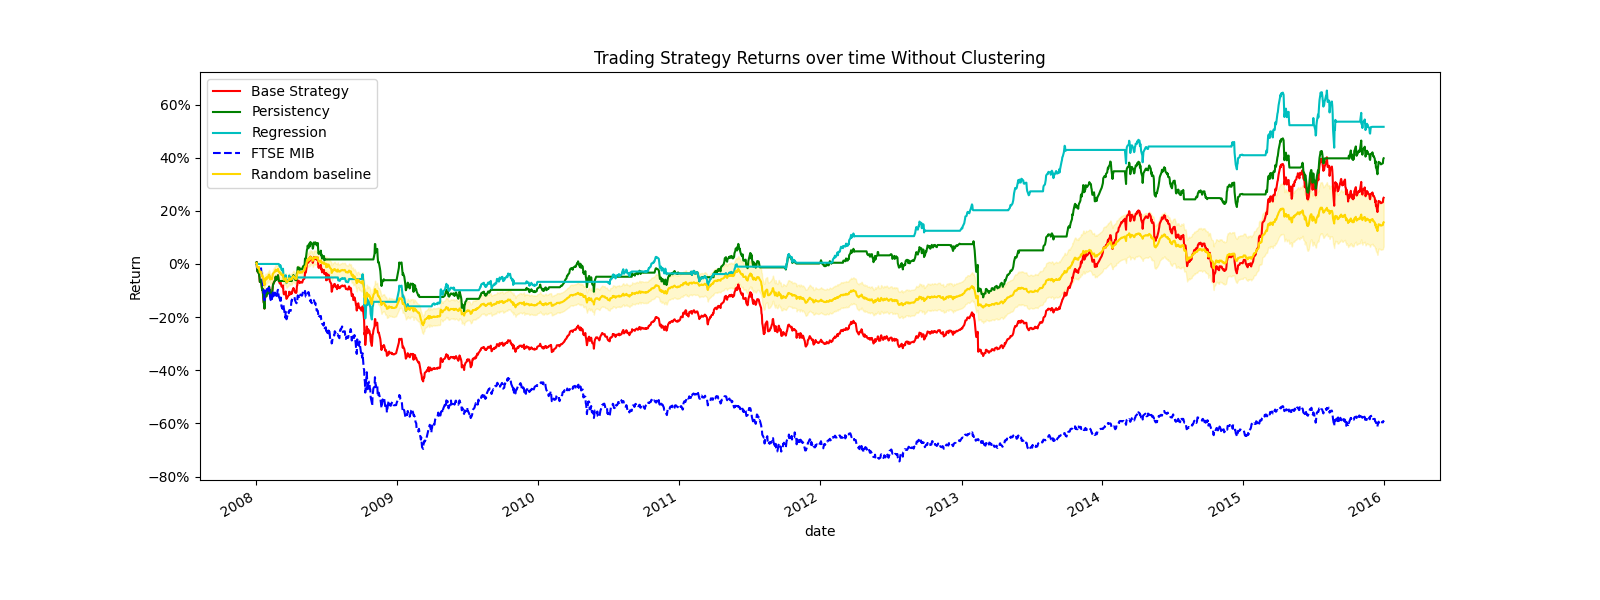 Trading Strategy Returns over time Without Clustering
Base Strategy
Persistency
Regression
FTSE MIB
Random baseline
60%
40%
20%
0%
−20%
−40%
−60%
−80%
Return
2008
2009
2010
2011
2012
2013
2014
2015
2016
date